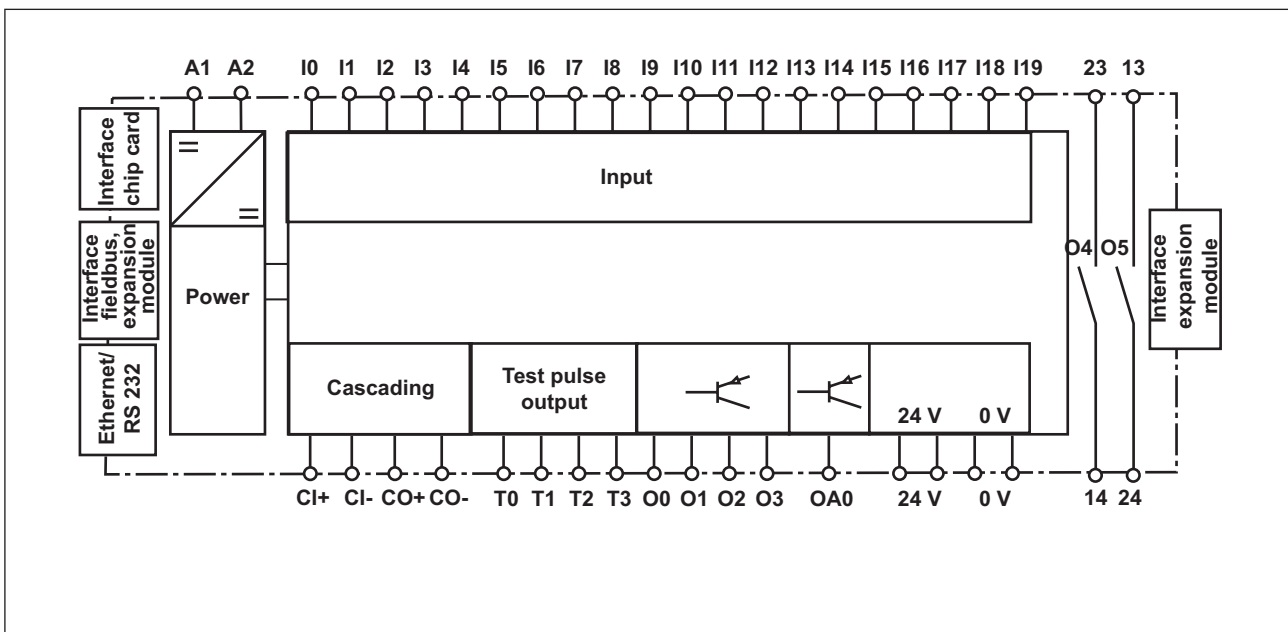 A1 A2 I0 I1 I2 I3 I4 I5 I6 I7 I8 I9 I10 I11 I12 I13 I14 I15 I16 I17 I18 I19 23 13
Interface
chip card
Interface
fieldbus,
expansion
module
Ethernet/
RS 232
Power
Input
O4 O5
Interface
expansion
module
Cascading
Test pulse
output
24 V 0 V
CI+ CI- CO+ CO- T0 T1 T2 T3 O0 O1 O2 O3 OA0 24 V 0 V 14 24